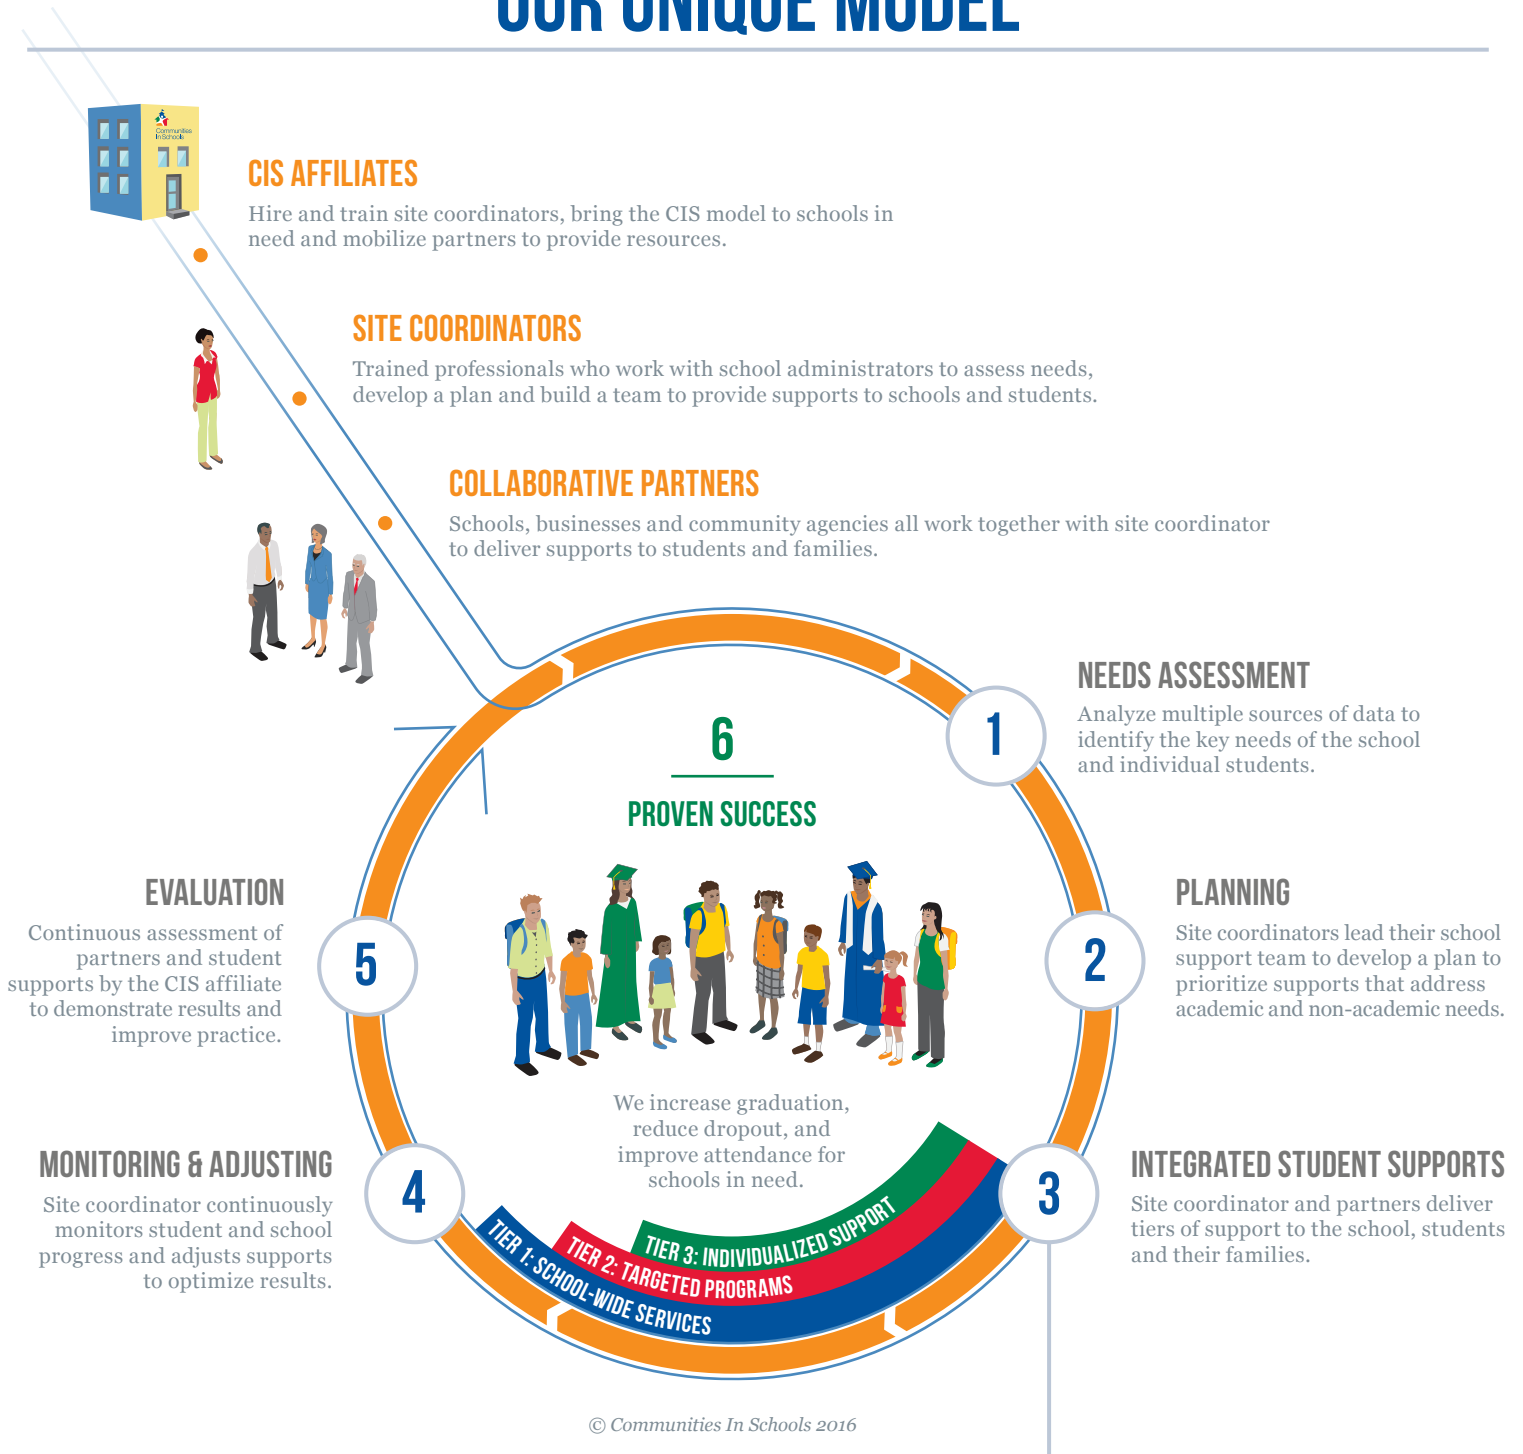 OUR UNIQUE MODEL
Communities
In Schools
CIS AFFILIATES
Hire and train site coordinators, bring the CIS model to schools in
need and mobilize partners to provide resources.
SITE COORDINATORS
Trained professionals who work with school administrators to assess needs,
develop a plan and build a team to provide supports to schools and students.
COLLABORATIVE PARTNERS
Schools, businesses and community agencies all work together with site coordinator
to deliver supports to students and families.
1
NEEDS ASSESSMENT
Analyze multiple sources of data to
identify the key needs of the school
and individual students.
2
PLANNING
Site coordinators lead their school
support team to develop a plan to
prioritize supports that address
academic and non-academic needs.
3
INTEGRATED STUDENT SUPPORTS
Site coordinator and partners deliver
tiers of support to the school, students
and their families.
TIER 3: INDIVIDUALIZED SUPPORT
TIER 2: TARGETED PROGRAMS
TIER 1: SCHOOL-WIDE SERVICES
4
MONITORING & ADJUSTING
Site coordinator continuously
monitors student and school
progress and adjusts supports
to optimize results.
5
EVALUATION
Continuous assessment of
partners and student
supports by the CIS affiliate
to demonstrate results and
improve practice.
6
PROVEN SUCCESS
We increase graduation,
reduce dropout, and
improve attendance for
schools in need.
© Communities In Schools 2016